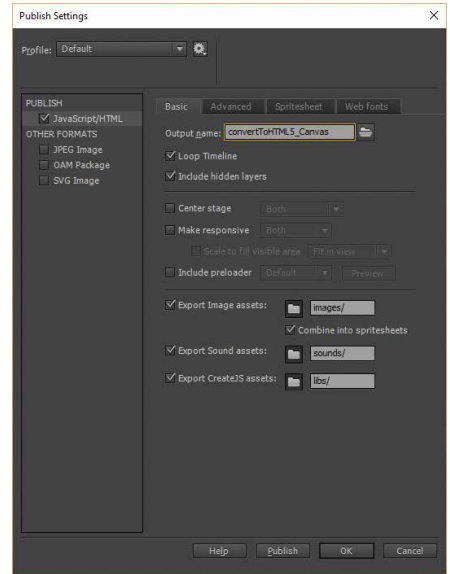 Publish Settings
Profile: Default
PUBLISH
JavaScript/HTML
OTHER FORMATS
JPEG Image
OAM Package
SVG Image
Basic Advanced Spritesheet Web fonts
Output name: convertToHTML5_Canvas
Loop Timeline
Include hidden layers
Center stage Both
Make responsive Both
Scale to fill visible area Fit in view
Include preloader Default Preview
Export Image assets: images/
Combine into spritesheets
Export Sound assets: sounds/
Export CreateJS assets: libs/
Help Publish OK Cancel